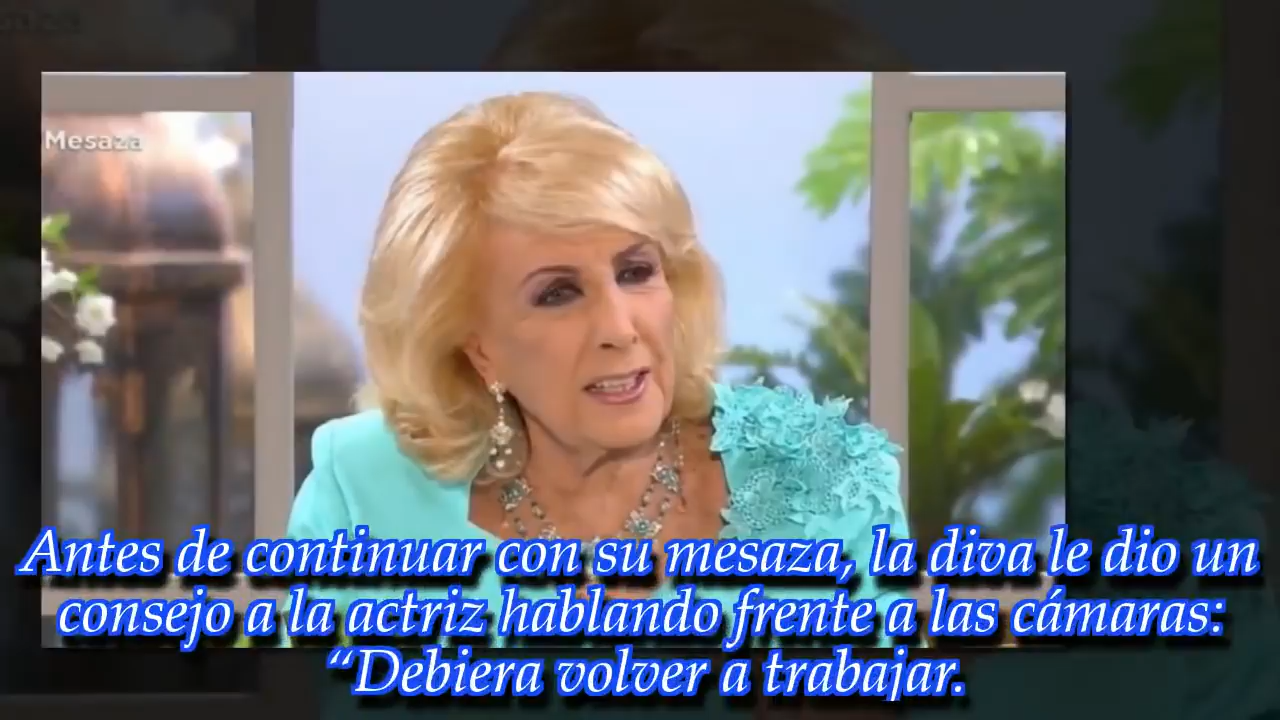 Mesaza
Antes de continuar con su mesaza, la diva le dio un
consejo a la actriz hablando frente a las cámaras:
“Debiera volver a trabajar.